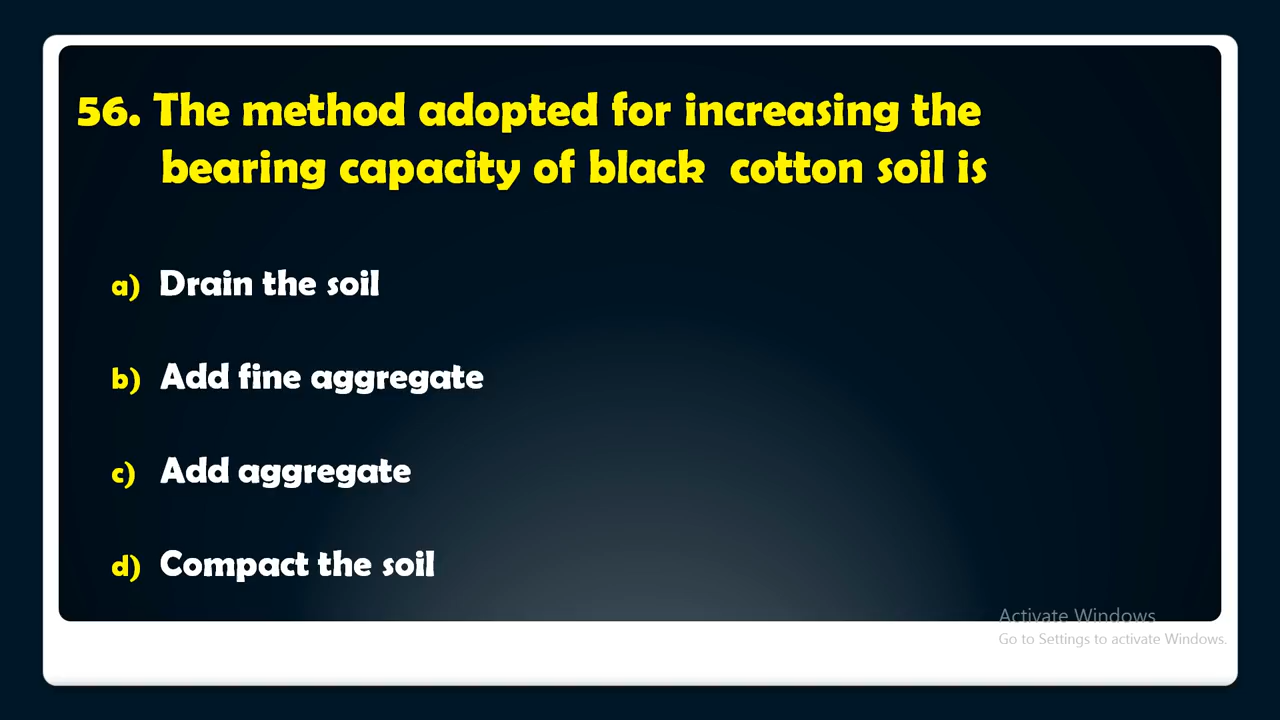 56. The method adopted for increasing the
bearing capacity of black cotton soil is
a) Drain the soil
b) Add fine aggregate
c) Add aggregate
d) Compact the soil
Activate Windows
Go to Settings to activate Windows.